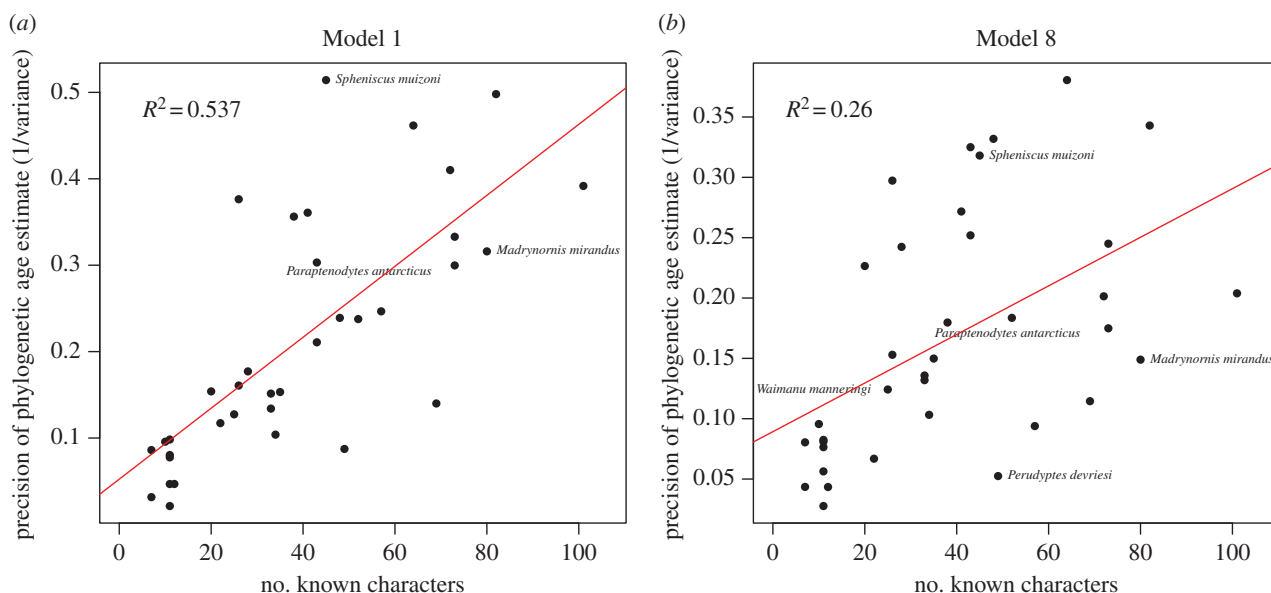 (a)
Model 1
precision of phylogenetic age estimate (1/variance)
0.5
0.4
0.3
0.2
0.1
R² = 0.537
Spheniscus muizoni
Madrynornis mirandus
Paraptenodytes antarcticus
0 20 40 60 80 100
no. known characters
(b)
Model 8
precision of phylogenetic age estimate (1/variance)
0.35
0.30
0.25
0.20
0.15
0.10
0.05
R² = 0.26
Spheniscus muizoni
Paraptenodytes antarcticus
Madrynornis mirandus
Waimanu manneringi
Perudyptes devriesi
0 20 40 60 80 100
no. known characters